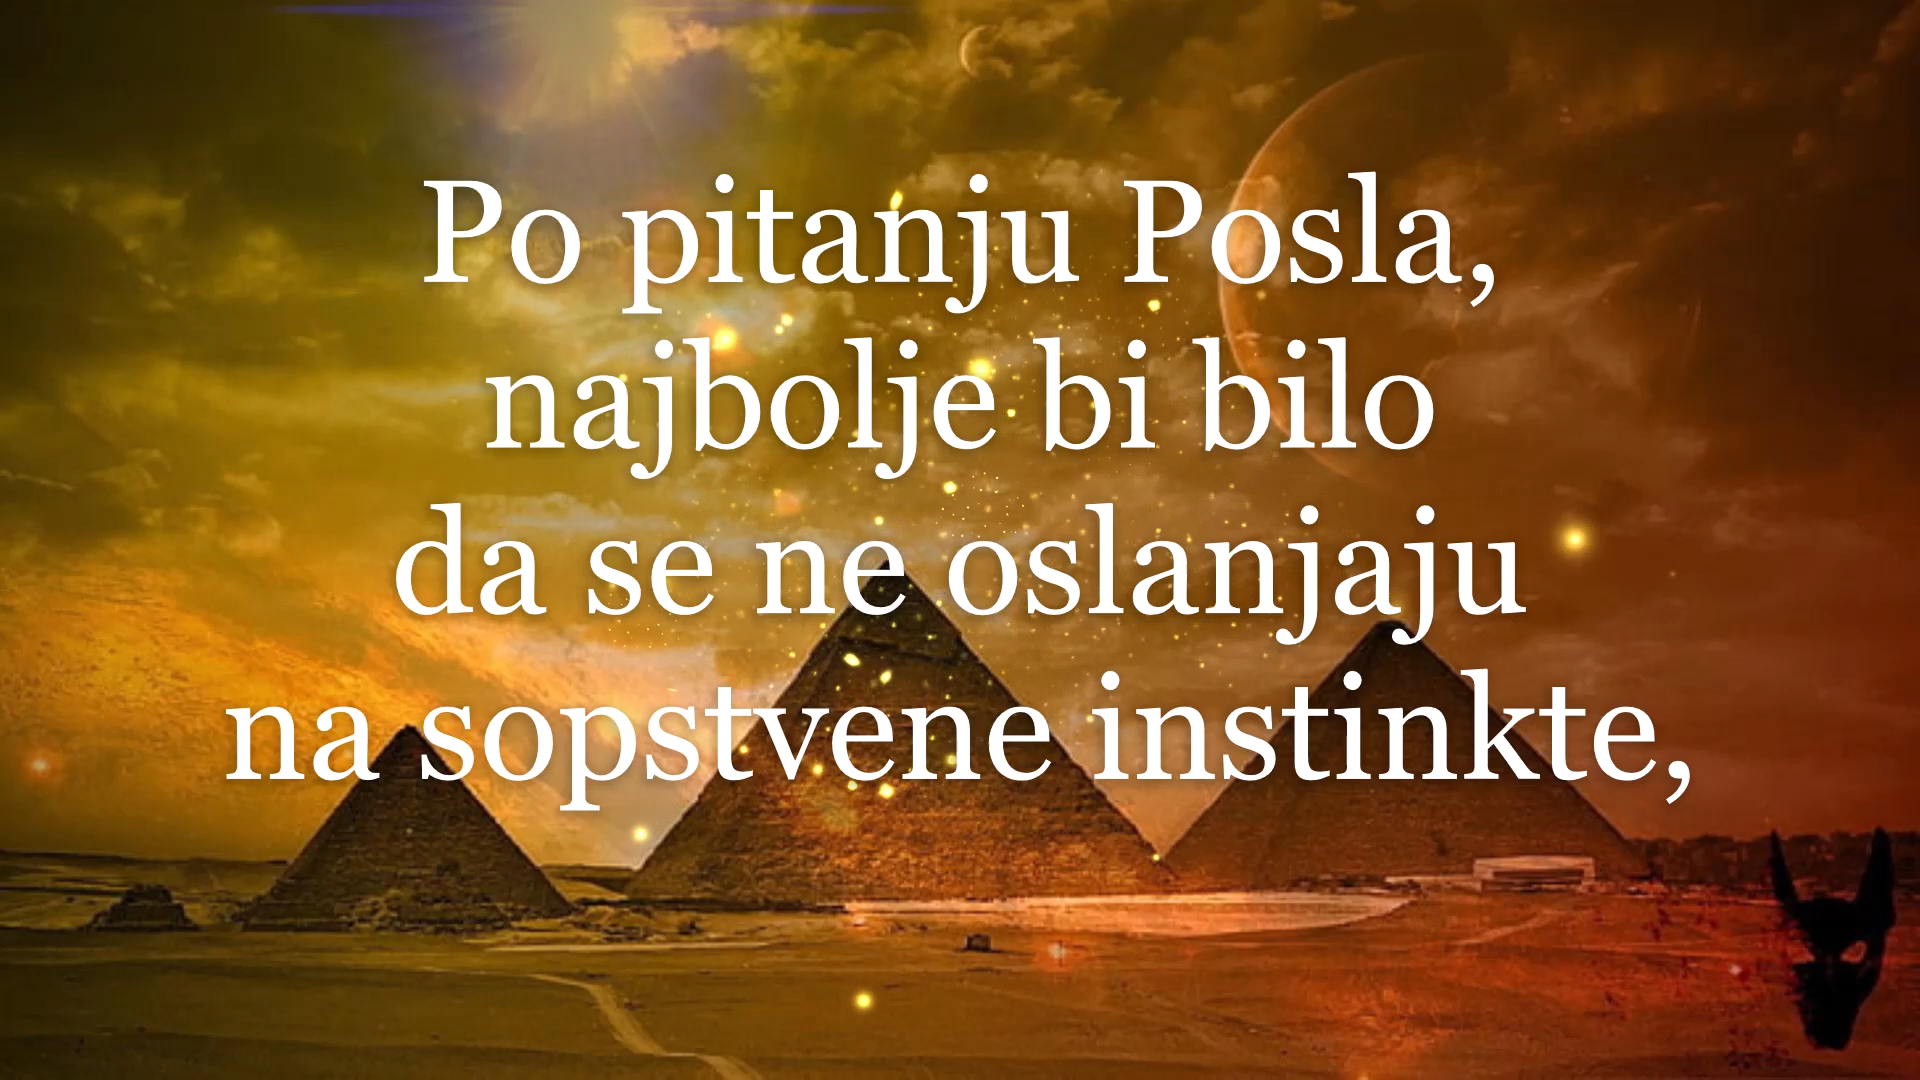 Po pitanju Posla,
najbolje bi bilo
da se ne oslanjaju
na sopstvene instinkte,